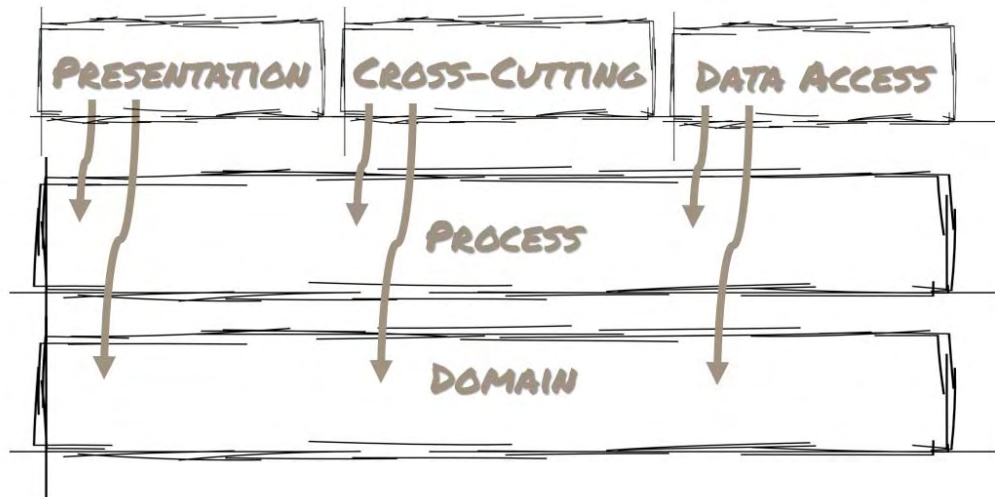 PRESENTATION
CROSS-CUTTING
DATA ACCESS
PROCESS
DOMAIN